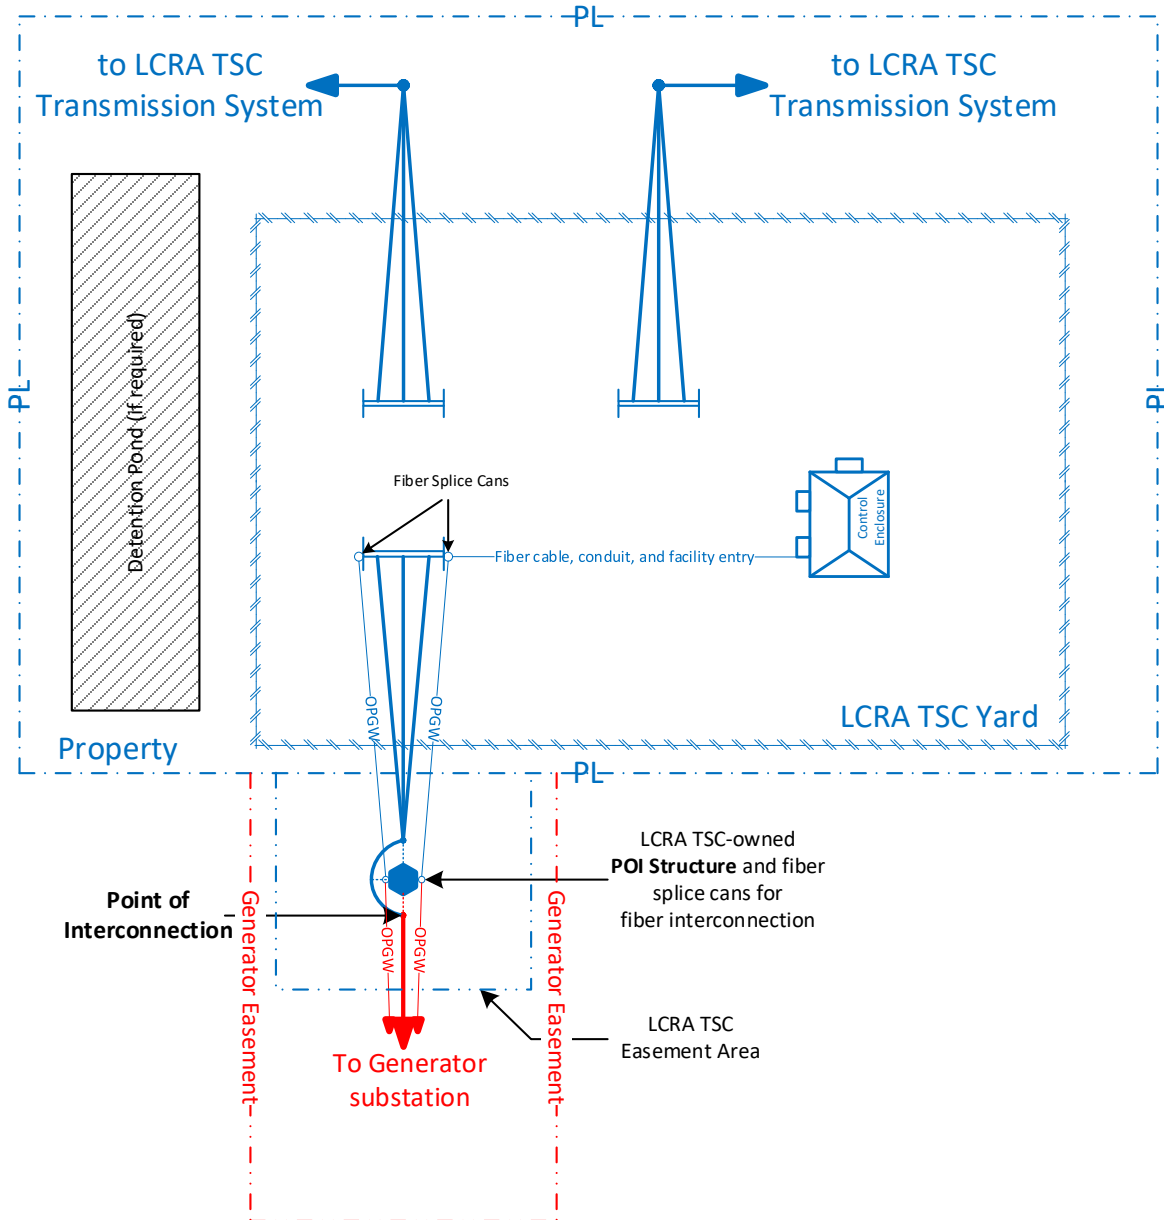 PL
to LCRA TSC
Transmission System
to LCRA TSC
Transmission System
Detention Pond (if required)
PL
PL
Fiber Splice Cans
Control
Enclosure
Fiber cable, conduit, and facility entry
OPGW
OPGW
LCRA TSC Yard
Property
PL
LCRA TSC-owned
POI Structure and fiber
splice cans for
fiber interconnection
Point of
Interconnection
Generator Easement
Generator Easement
OPGW
OPGW
LCRA TSC
Easement Area
To Generator
substation